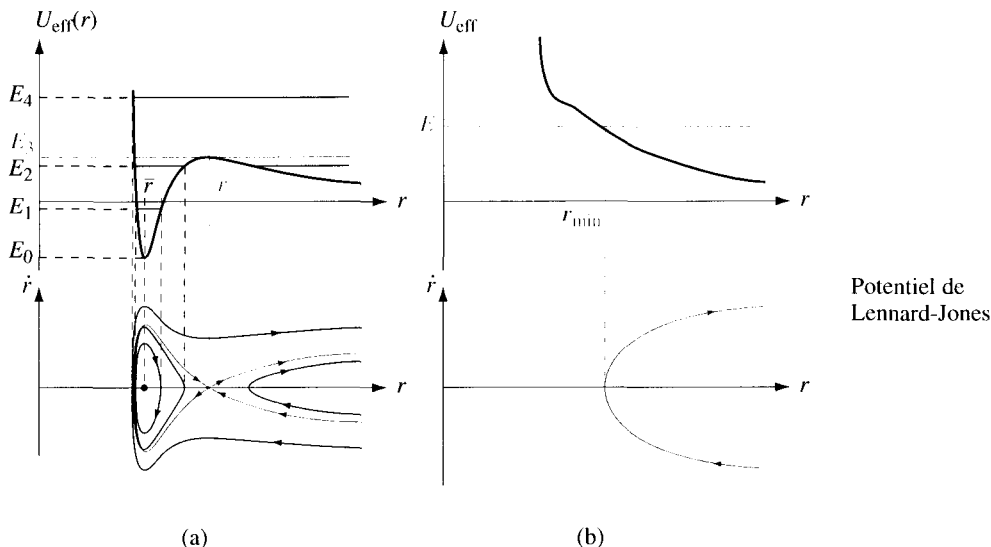 U_eff(r)
E_4
E_3
E_2
E_1
E_0
r̄
r
r
ṙ
r
(a)
U_eff
E
r
r_min
ṙ
r
(b)
Potentiel de
Lennard-Jones